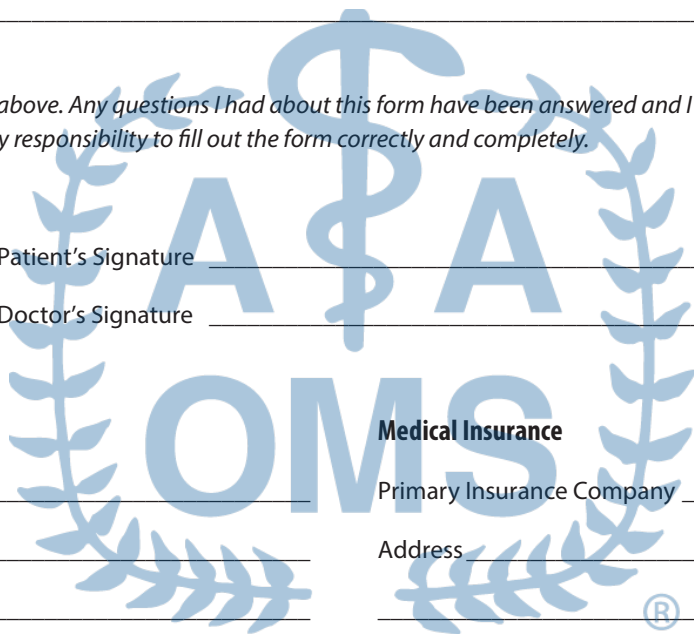 above. Any questions I had about this form have been answered and I
y responsibility to fill out the form correctly and completely.
A A
Patient's Signature
Doctor's Signature
OMS
Medical Insurance
Primary Insurance Company
Address
®